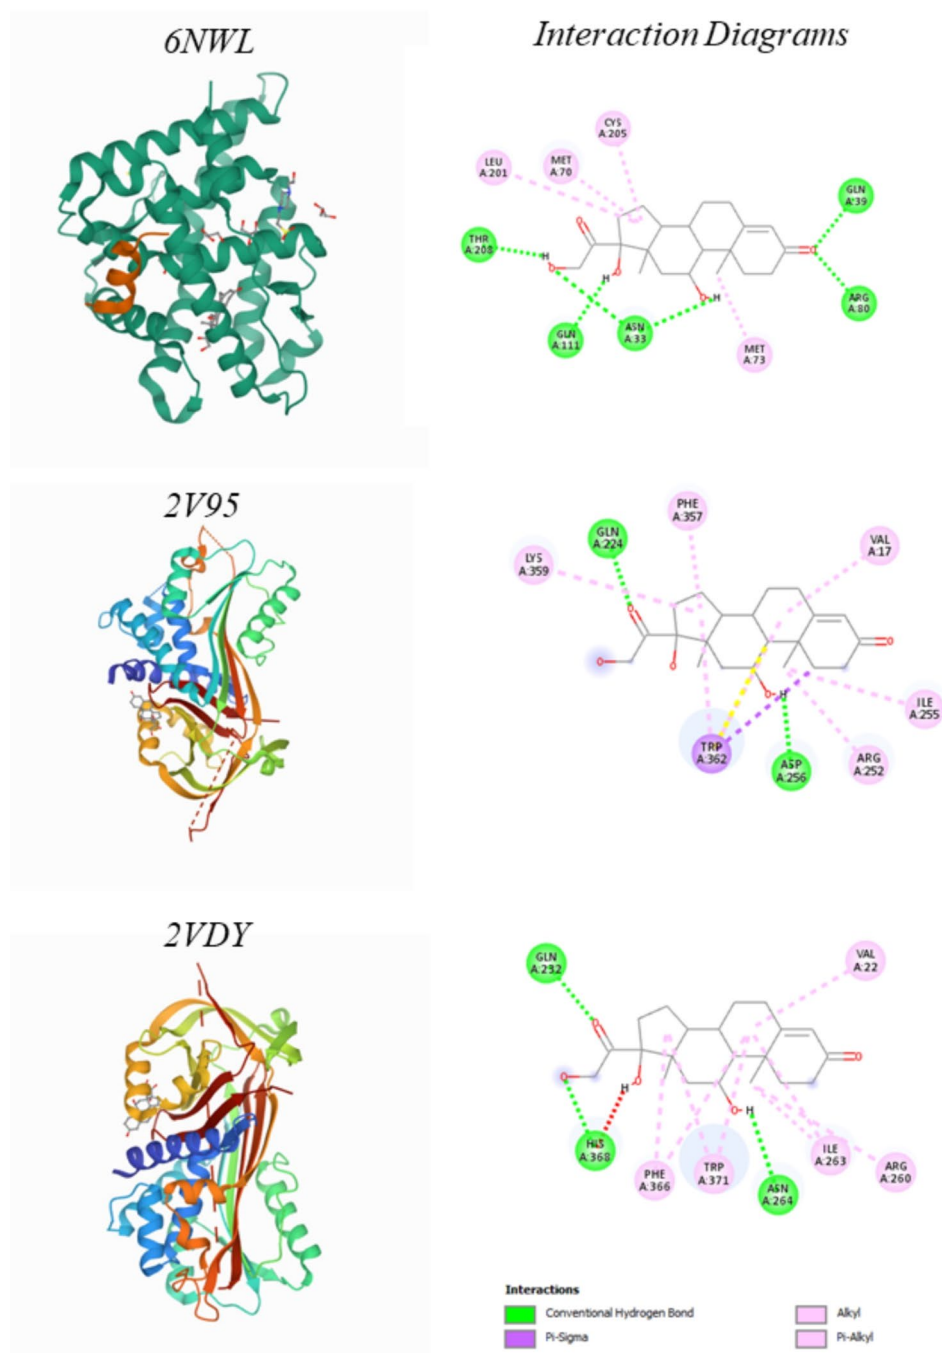 6NWL
Interaction Diagrams
CYS
A:205
LEU
A:201
MET
A:70
GLN
A:39
THR
A:208
ARG
A:80
GLN
A:111
ASN
A:33
MET
A:73
H
O
O
O
H
O
O
H
2V95
PHE
A:357
GLN
A:224
VAL
A:17
LYS
A:359
O
O
O
O
O
H
ILE
A:255
TRP
A:362
ASP
A:256
ARG
A:252
2VDY
GLN
A:232
VAL
A:22
O
O
O
H
O
O
H
HIS
A:368
PHE
A:366
TRP
A:371
ILE
A:263
ARG
A:260
ASN
A:264
Interactions
Conventional Hydrogen Bond
Alkyl
Pi-Sigma
Pi-Alkyl